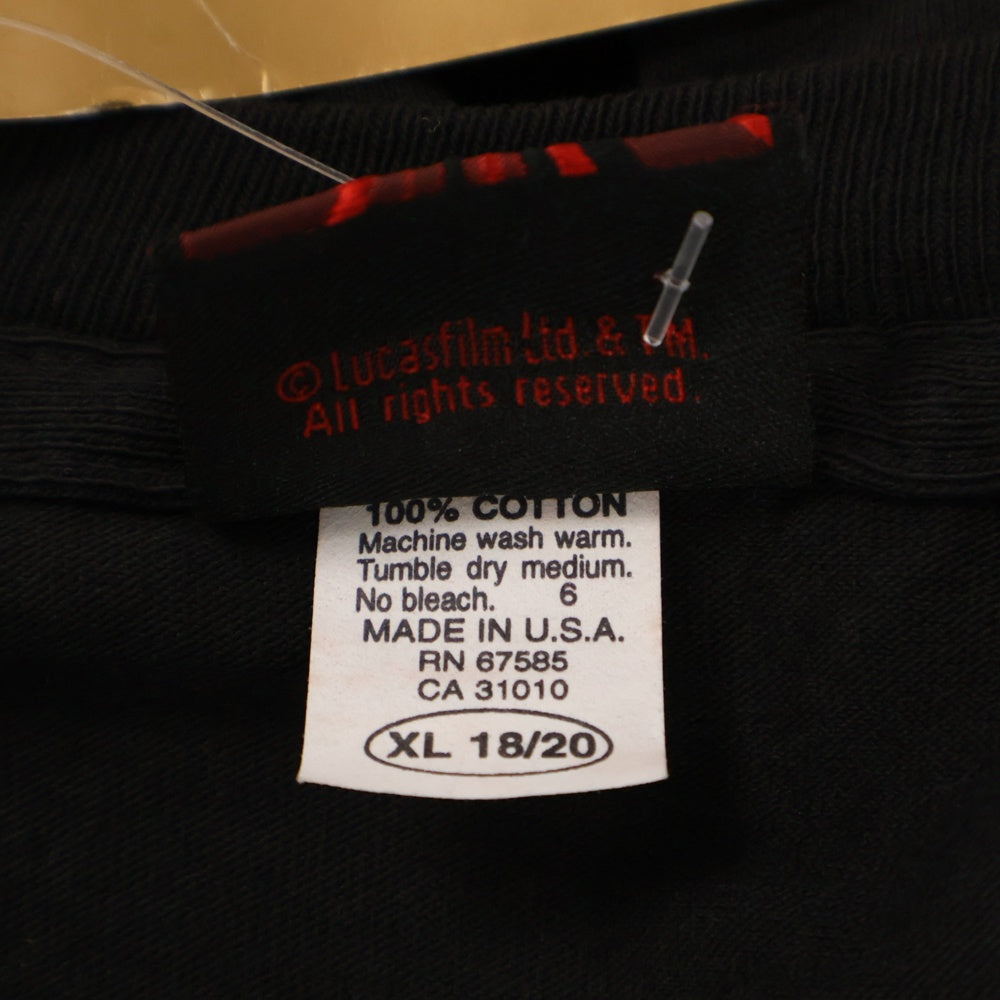 © Lucasfilm Ltd. & TM.
All rights reserved.
100% COTTON
Machine wash warm.
Tumble dry medium.
No bleach. 6
MADE IN U.S.A.
RN 67585
CA 31010
XL 18/20